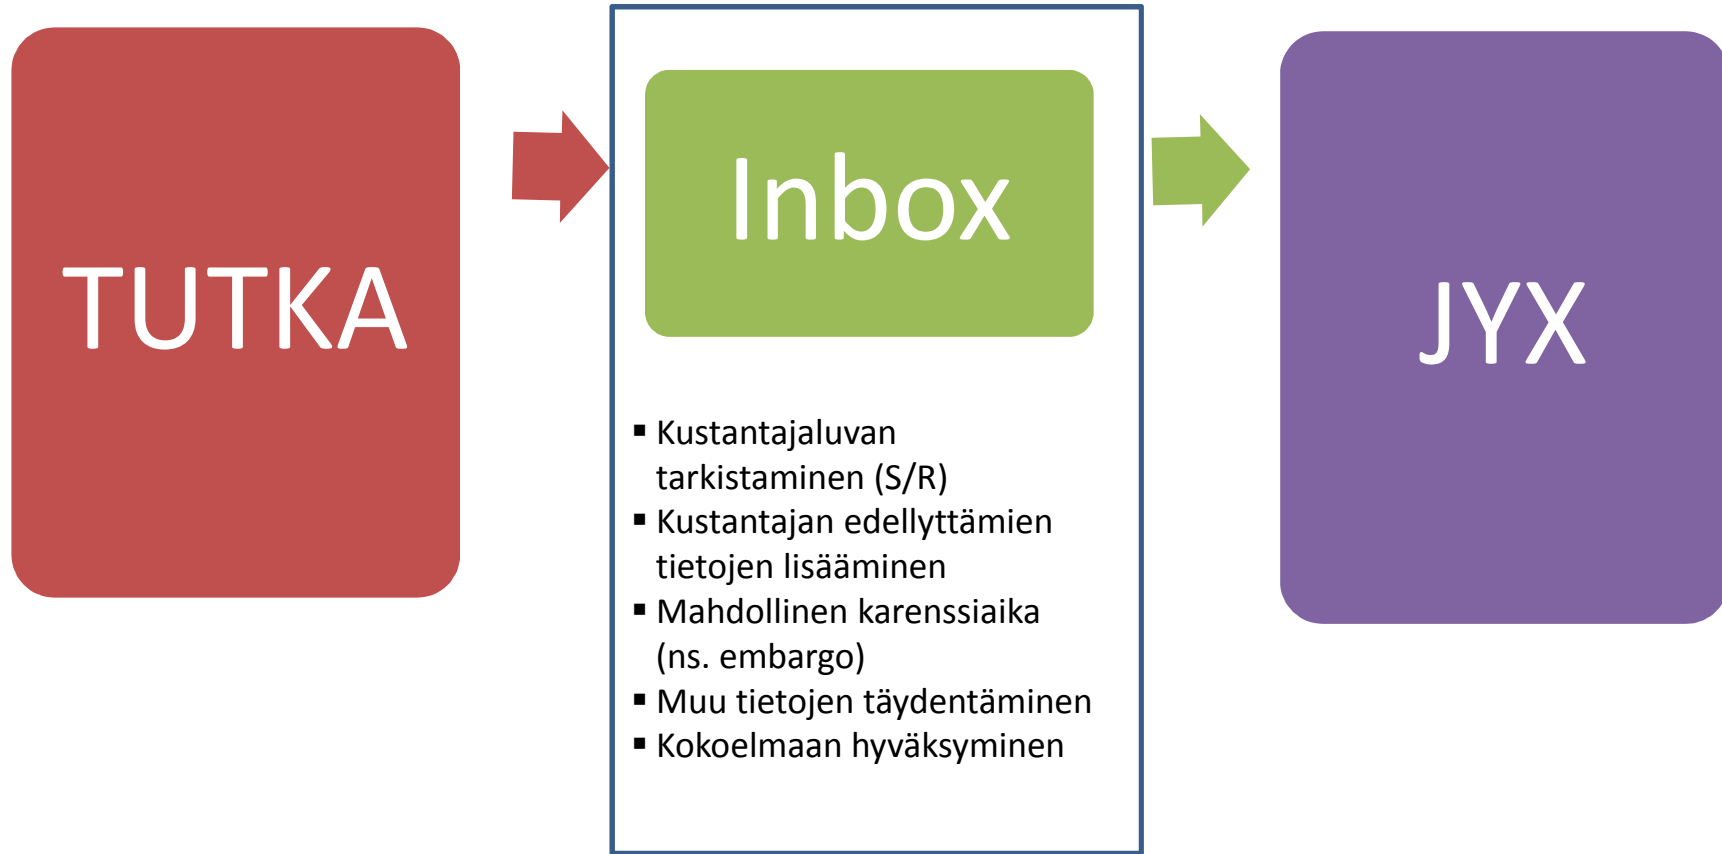 TUTKA
Inbox
▪ Kustantajaluvan
tarkistaminen (S/R)
▪ Kustantajan edellyttämien
tietojen lisääminen
▪ Mahdollinen karenssiaika
(ns. embargo)
▪ Muu tietojen täydentäminen
▪ Kokoelmaan hyväksyminen
JYX